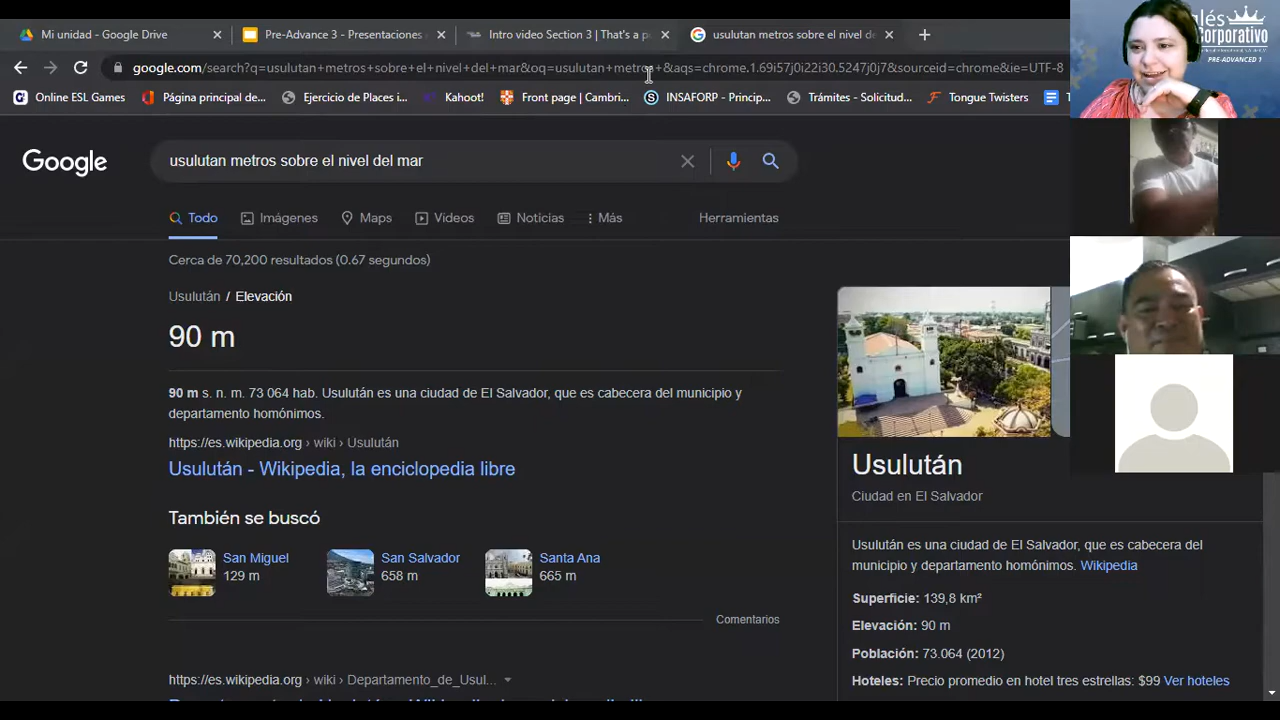 Mi unidad - Google Drive
Pre-Advance 3 - Presentaciones
Intro video Section 3 | That's a p
usulutan metros sobre el nivel de
google.com/search?q=usulutan+metros+sobre+el+nivel+del+mar&oq=usulutan+metros+&aqs=chrome.1.69i57j0i22i30.5247j0j7&sourceid=chrome&ie=UTF-8
Online ESL Games
Página principal de...
Ejercicio de Places i...
Kahoot!
Front page | Cambri...
INSAFORP - Princip...
Trámites - Solicitud...
Tongue Twisters
glés
Corporativo
PRE-ADVANCED 1
Google
usulutan metros sobre el nivel del mar
Todo
Imágenes
Maps
Videos
Noticias
Más
Herramientas
Cerca de 70,200 resultados (0.67 segundos)
Usulután / Elevación
90 m
90 m s. n. m. 73 064 hab. Usulután es una ciudad de El Salvador, que es cabecera del municipio y
departamento homónimos.
https://es.wikipedia.org › wiki › Usulután
Usulután - Wikipedia, la enciclopedia libre
También se buscó
San Miguel
129 m
San Salvador
658 m
Santa Ana
665 m
Comentarios
https://es.wikipedia.org › wiki › Departamento_de_Usul...
Usulután
Ciudad en El Salvador
Usulután es una ciudad de El Salvador, que es cabecera del
municipio y departamento homónimos. Wikipedia
Superficie: 139,8 km²
Elevación: 90 m
Población: 73.064 (2012)
Hoteles: Precio promedio en hotel tres estrellas: $99 Ver hoteles